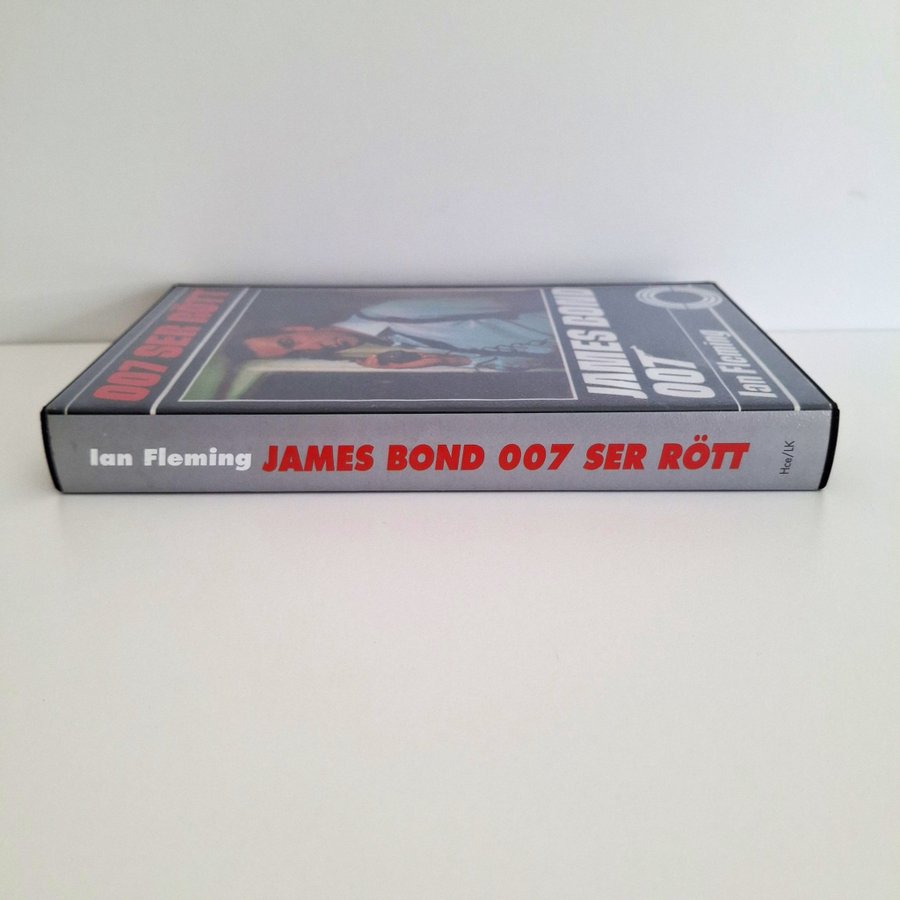 007 SER RÖTT
JAMES BOND
007
Ian Fleming
Ian Fleming JAMES BOND 007 SER RÖTT
Hce/LK